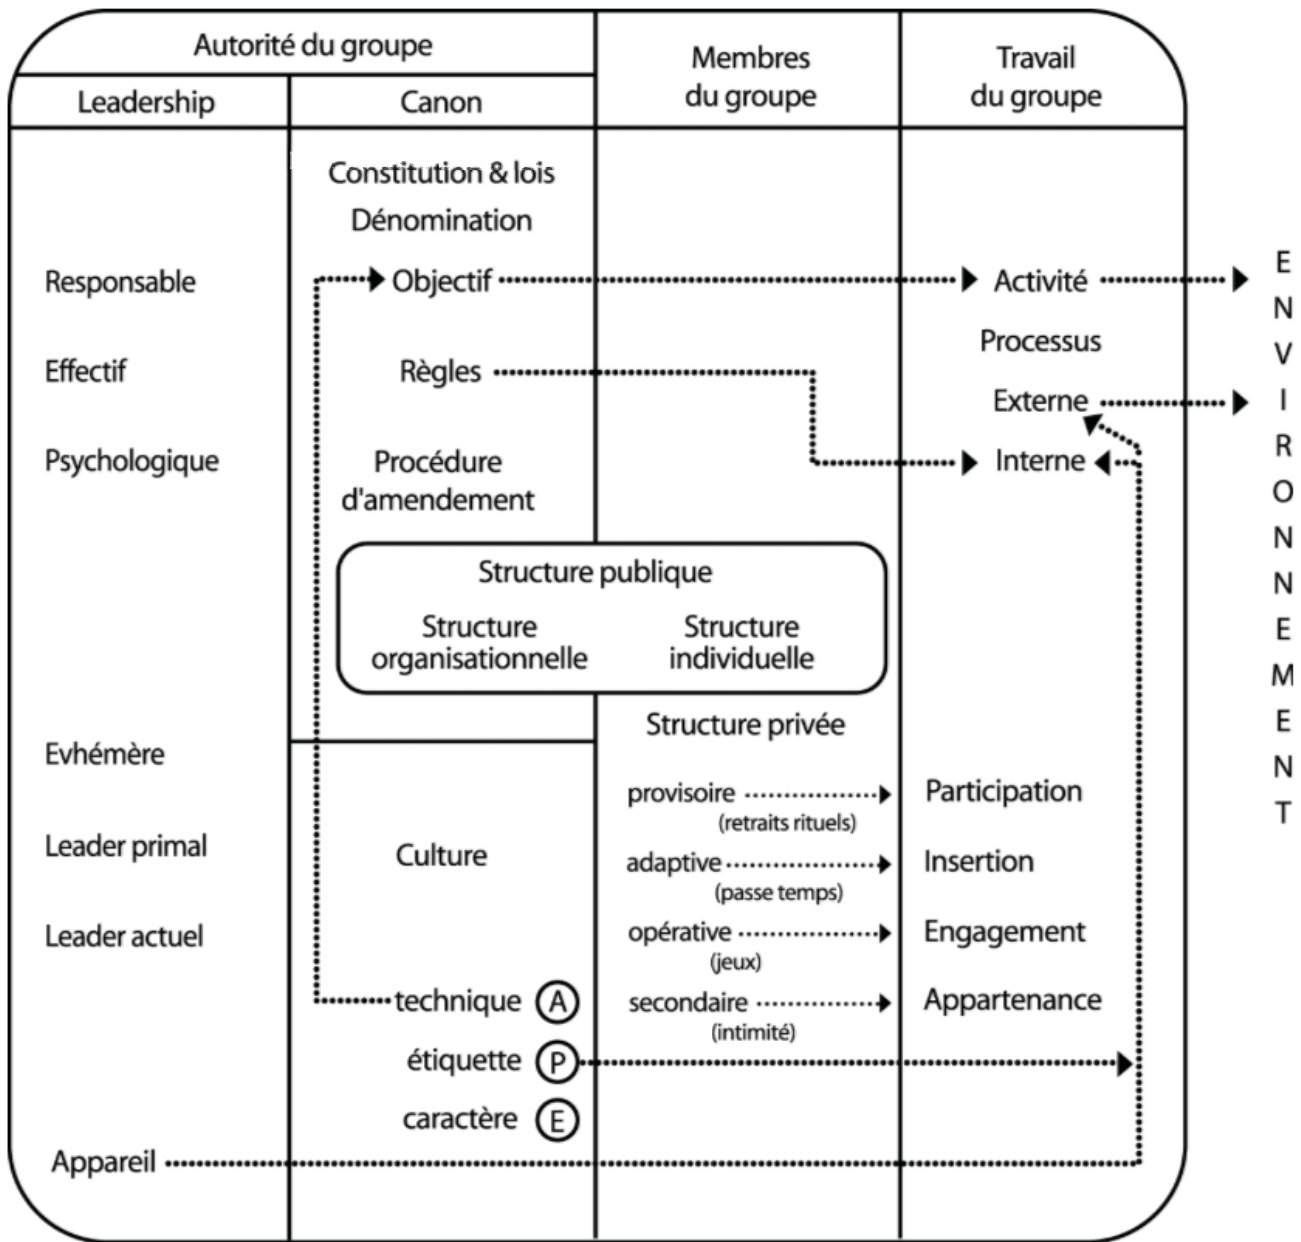 Autorité du groupe
Leadership
Canon
Membres
du groupe
Travail
du groupe
Constitution & lois
Dénomination
Responsable
Objectif
Activité
Processus
Effectif
Règles
Externe
Psychologique
Procédure
d'amendement
Interne
Structure publique
Structure
organisationnelle
Structure
individuelle
Structure privée
Evhémère
provisoire
(retraits rituels)
Participation
Leader primal
Culture
adaptive
(passe temps)
Insertion
Leader actuel
opérative
(jeux)
Engagement
technique A
secondaire
(intimité)
Appartenance
étiquette P
caractère E
Appareil
ENVIRONNEMENT